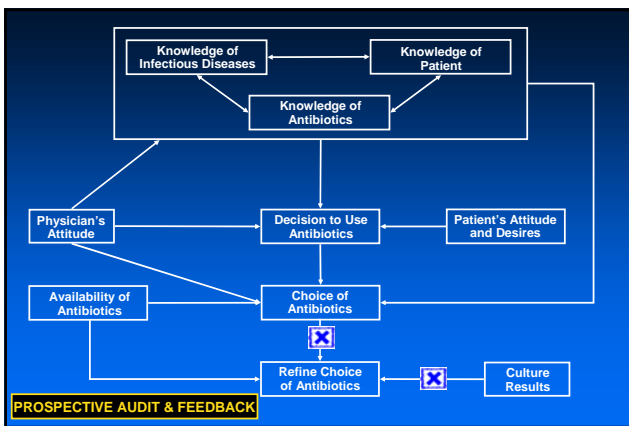 Knowledge of
Infectious Diseases
Knowledge of
Patient
Knowledge of
Antibiotics
Physician's
Attitude
Decision to Use
Antibiotics
Patient's Attitude
and Desires
Availability of
Antibiotics
Choice of
Antibiotics
Refine Choice
of Antibiotics
Culture
Results
PROSPECTIVE AUDIT & FEEDBACK